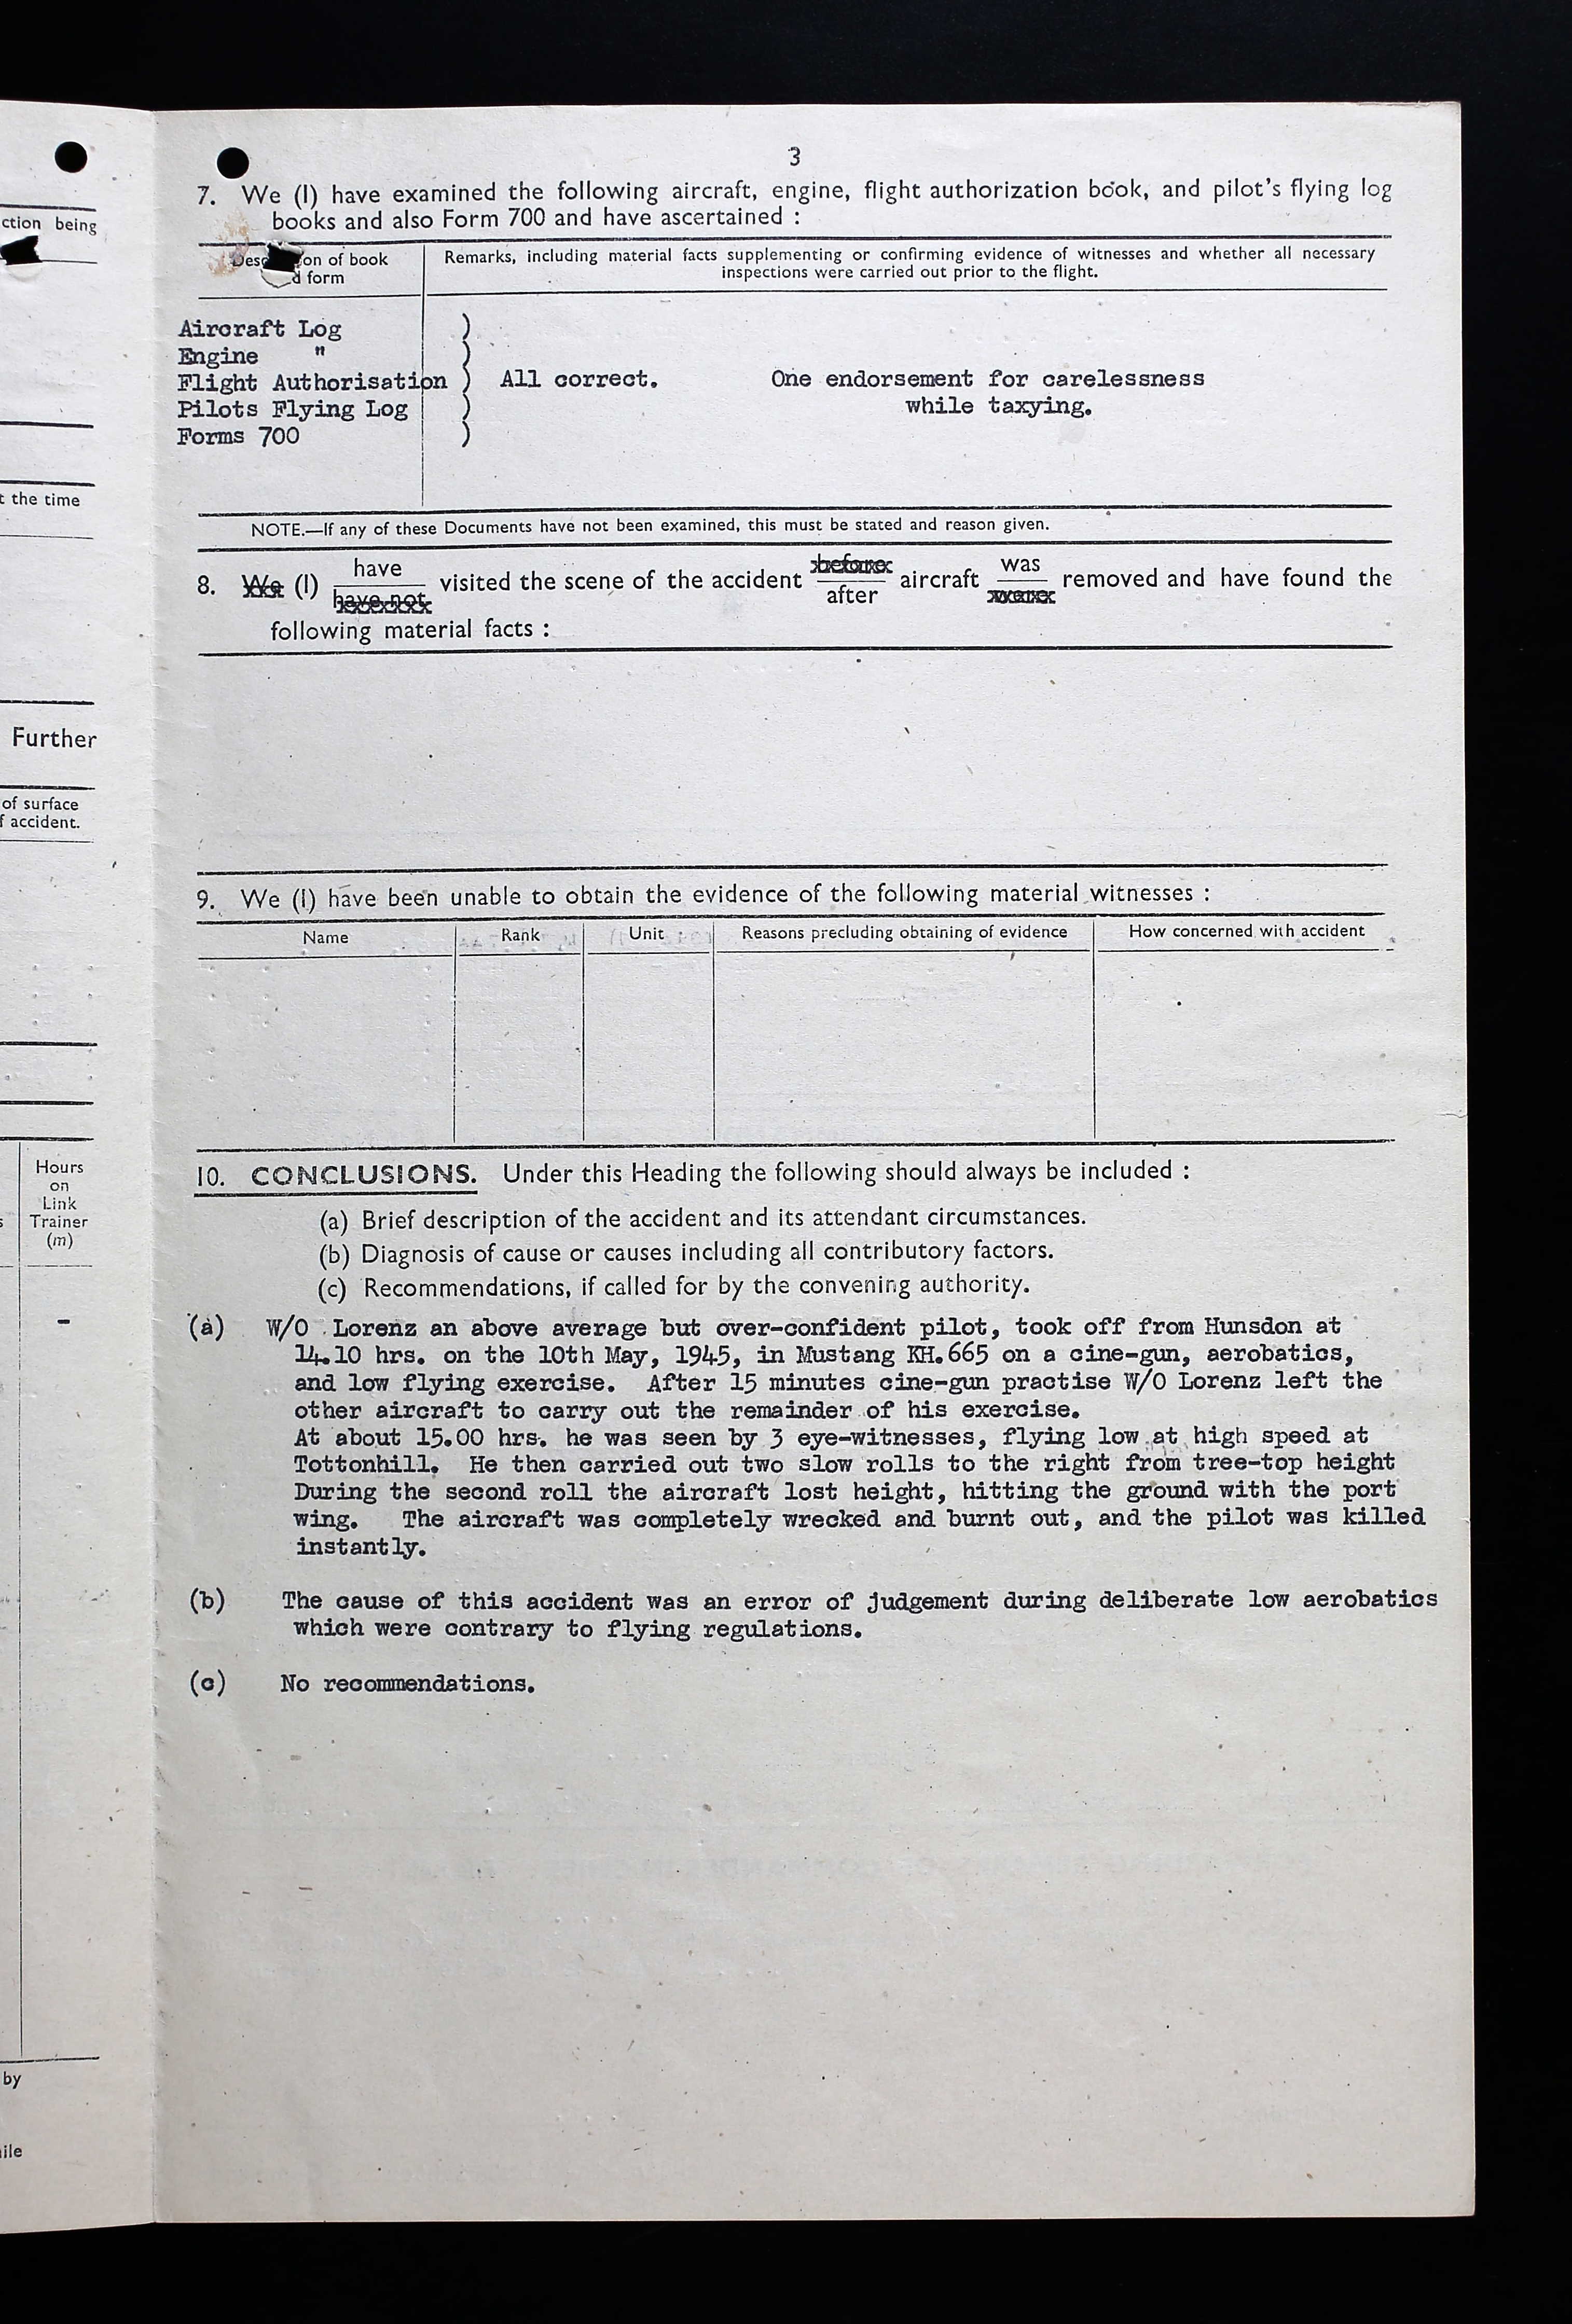 ction being
t the time
Further
of surface
f accident.
Hours
on
Link
Trainer
(m)
-
by
ile
3
7. We (I) have examined the following aircraft, engine, flight authorization book, and pilot's flying log
books and also Form 700 and have ascertained :
Desc on of book
d form
Remarks, including material facts supplementing or confirming evidence of witnesses and whether all necessary
inspections were carried out prior to the flight.
Aircraft Log )
Engine " )
Flight Authorisation ) All correct. One endorsement for carelessness
Pilots Flying Log ) while taxying.
Forms 700 )
NOTE.—If any of these Documents have not been examined, this must be stated and reason given.
8. We (I) have / have not visited the scene of the accident before / after aircraft was / were removed and have found the
following material facts :
9. We (I) have been unable to obtain the evidence of the following material witnesses :
Name Rank Unit Reasons precluding obtaining of evidence How concerned with accident
10. CONCLUSIONS. Under this Heading the following should always be included :
(a) Brief description of the accident and its attendant circumstances.
(b) Diagnosis of cause or causes including all contributory factors.
(c) Recommendations, if called for by the convening authority.
(a) W/O Lorenz an above average but over-confident pilot, took off from Hunsdon at
14.10 hrs. on the 10th May, 1945, in Mustang KH.665 on a cine-gun, aerobatics,
and low flying exercise. After 15 minutes cine-gun practise W/O Lorenz left the
other aircraft to carry out the remainder of his exercise.
At about 15.00 hrs. he was seen by 3 eye-witnesses, flying low at high speed at
Tottonhill. He then carried out two slow rolls to the right from tree-top height
During the second roll the aircraft lost height, hitting the ground with the port
wing. The aircraft was completely wrecked and burnt out, and the pilot was killed
instantly.
(b) The cause of this accident was an error of judgement during deliberate low aerobatics
which were contrary to flying regulations.
(c) No recommendations.